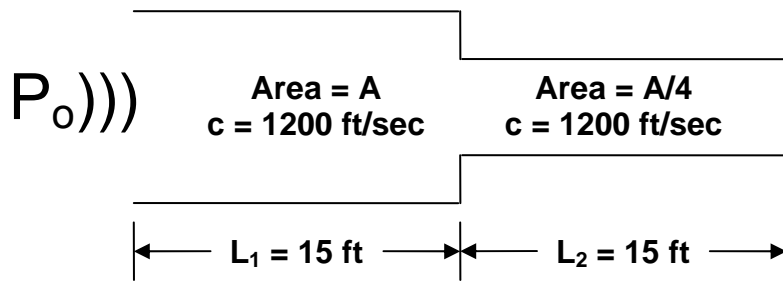 Pₒ)))
Area = A
c = 1200 ft/sec
Area = A/4
c = 1200 ft/sec
L₁ = 15 ft
L₂ = 15 ft